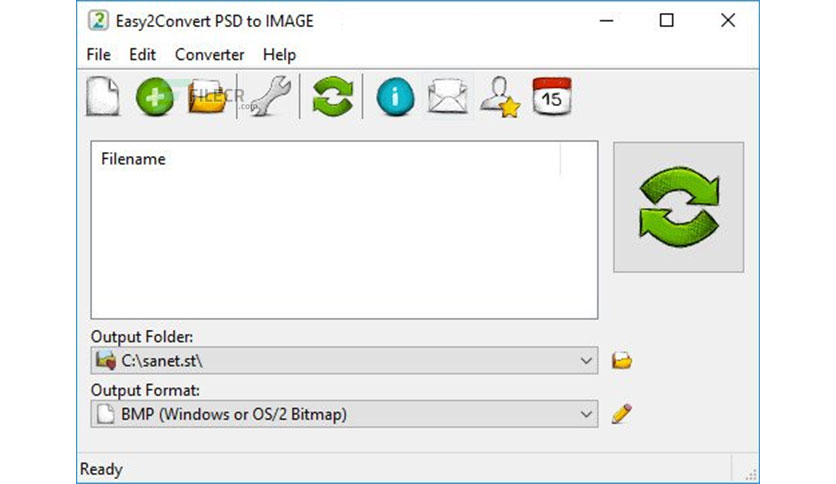 Easy2Convert PSD to IMAGE
File Edit Converter Help
FILECR
.com
15
Filename
Output Folder:
C:\sanet.st\
Output Format:
BMP (Windows or OS/2 Bitmap)
Ready